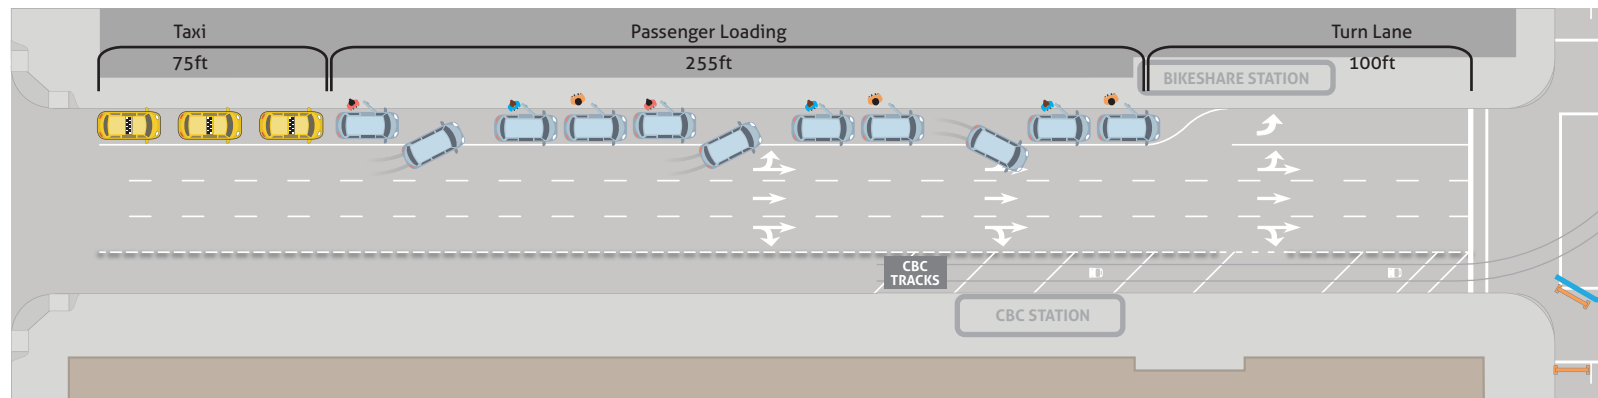 Taxi
Passenger Loading
Turn Lane
75ft
255ft
100ft
BIKESHARE STATION
CBC
TRACKS
CBC STATION